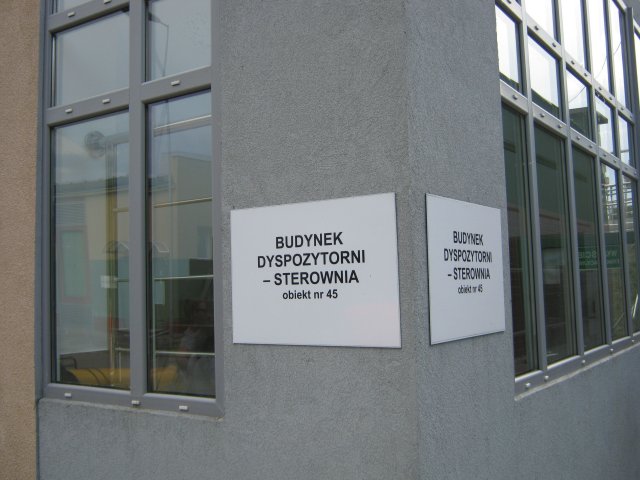 BUDYNEK
DYSPOZYTORNI
– STEROWNIA
obiekt nr 45
BUDYNEK
DYSPOZYTORNI
– STEROWNIA
obiekt nr 45